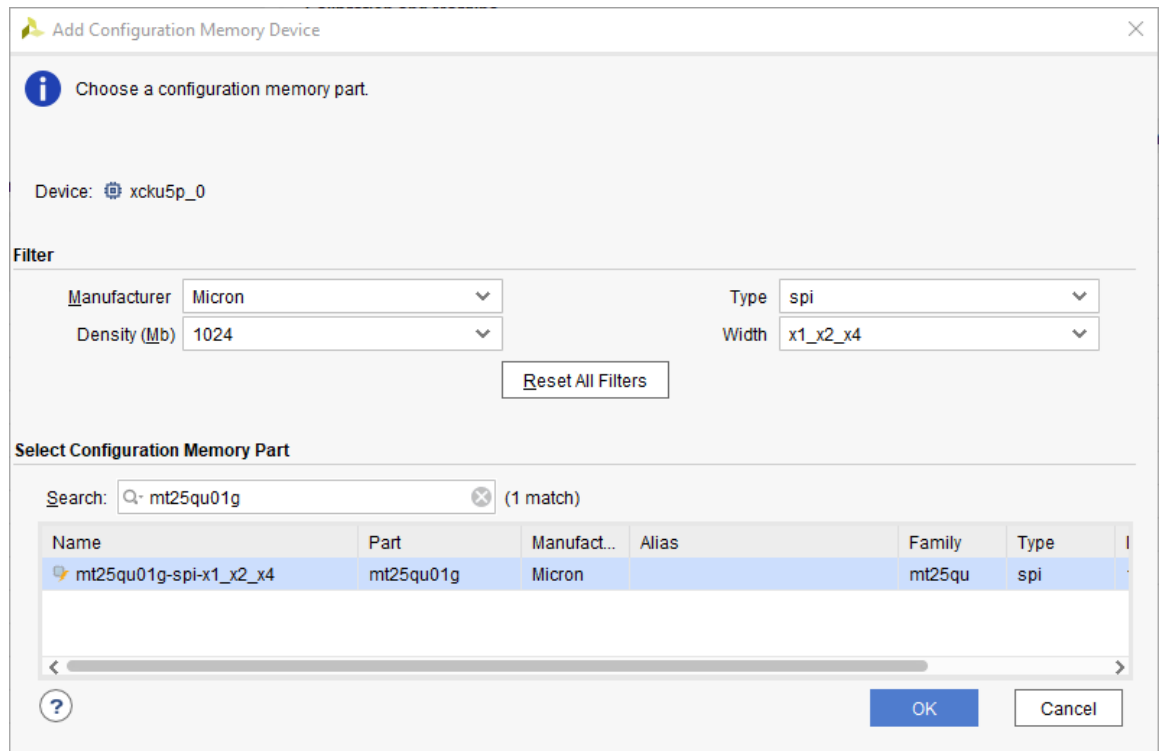 Add Configuration Memory Device
Choose a configuration memory part.
Device: xcku5p_0
Filter
Manufacturer Micron Type spi
Density (Mb) 1024 Width x1_x2_x4
Reset All Filters
Select Configuration Memory Part
Search: mt25qu01g (1 match)
Name Part Manufact... Alias Family Type
mt25qu01g-spi-x1_x2_x4 mt25qu01g Micron mt25qu spi
? OK Cancel